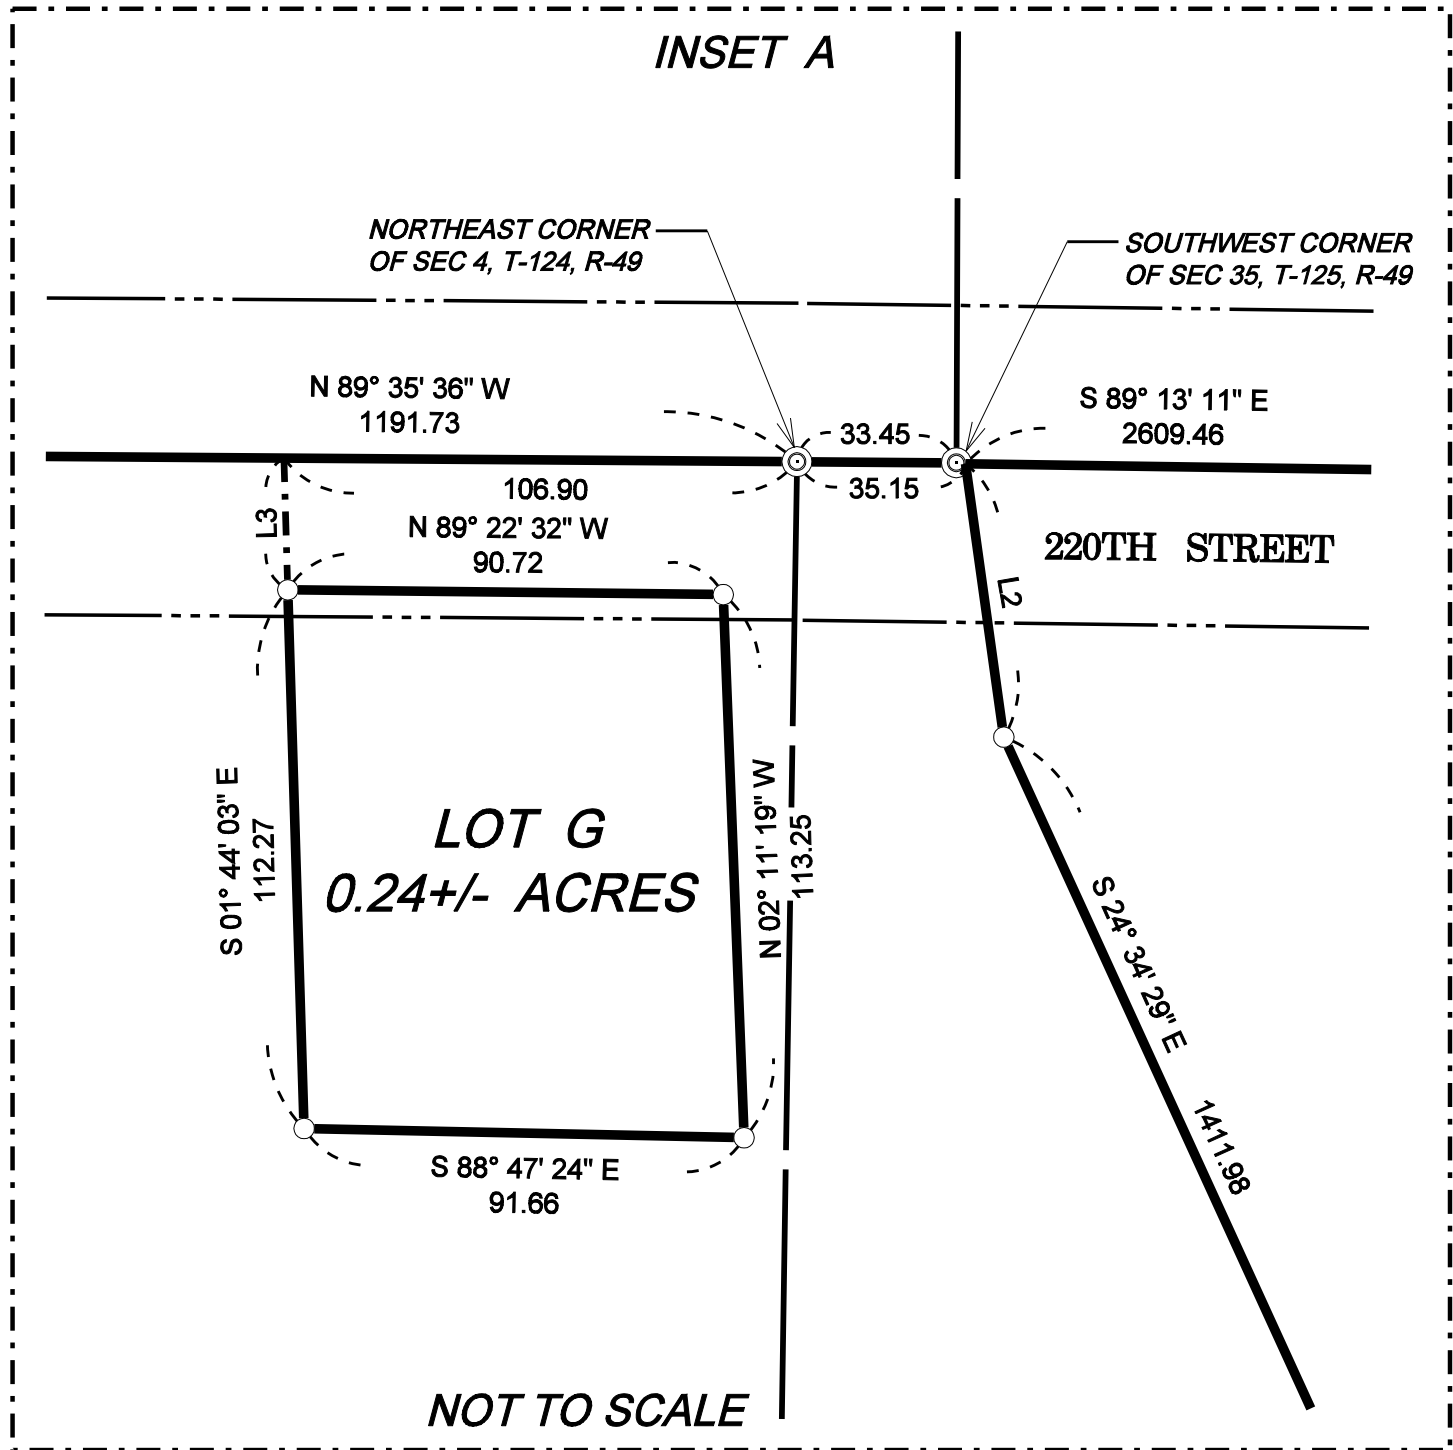 INSET A
NORTHEAST CORNER
OF SEC 4, T-124, R-49
SOUTHWEST CORNER
OF SEC 35, T-125, R-49
N 89° 35' 36" W
1191.73
33.45
S 89° 13' 11" E
2609.46
106.90
35.15
L3
N 89° 22' 32" W
90.72
220TH STREET
L2
S 01° 44' 03" E
112.27
LOT G
0.24+/- ACRES
N 02° 11' 19" W
113.25
S 24° 34' 29" E
1411.98
S 88° 47' 24" E
91.66
NOT TO SCALE